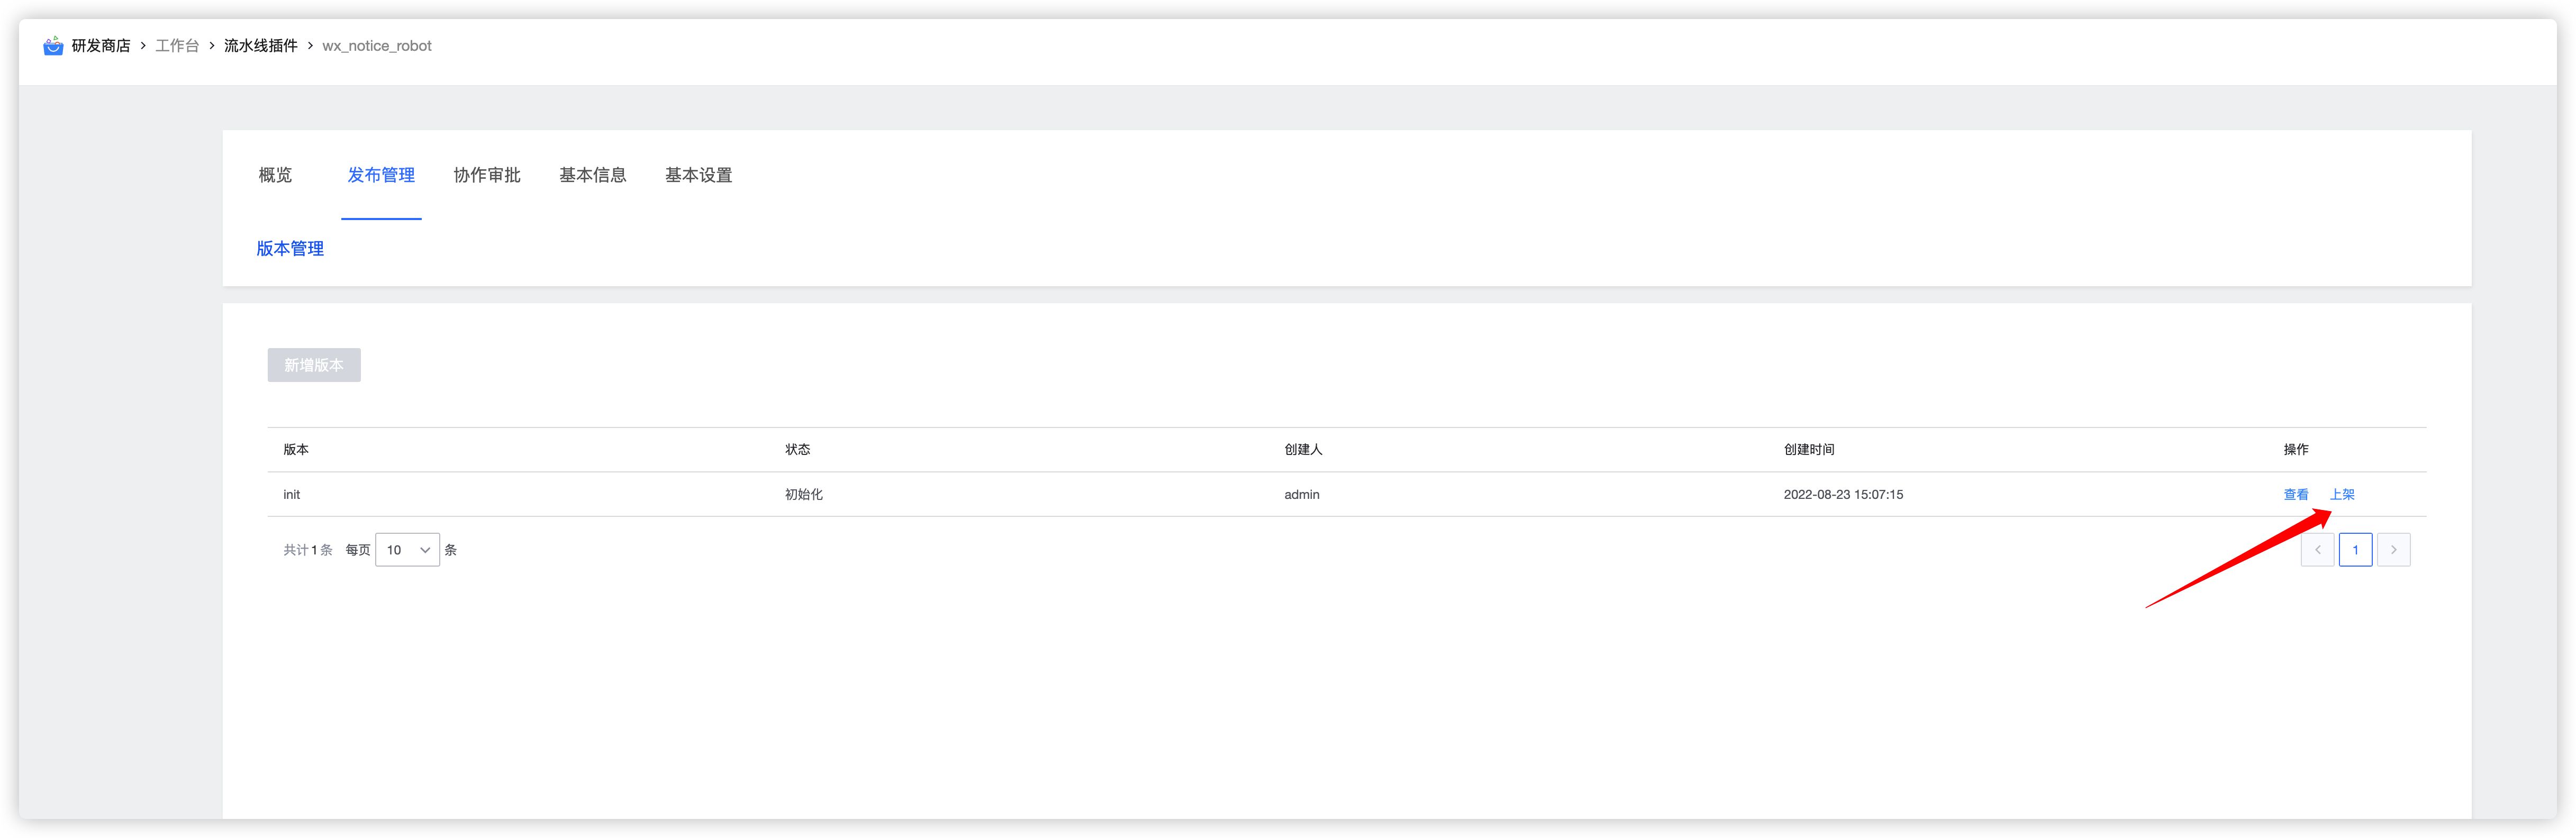 研发商店 > 工作台 > 流水线插件 > wx_notice_robot
概览 发布管理 协作审批 基本信息 基本设置
版本管理
新增版本
版本 状态 创建人 创建时间 操作
init 初始化 admin 2022-08-23 15:07:15 查看 上架
共计 1 条 每页 10 条 1